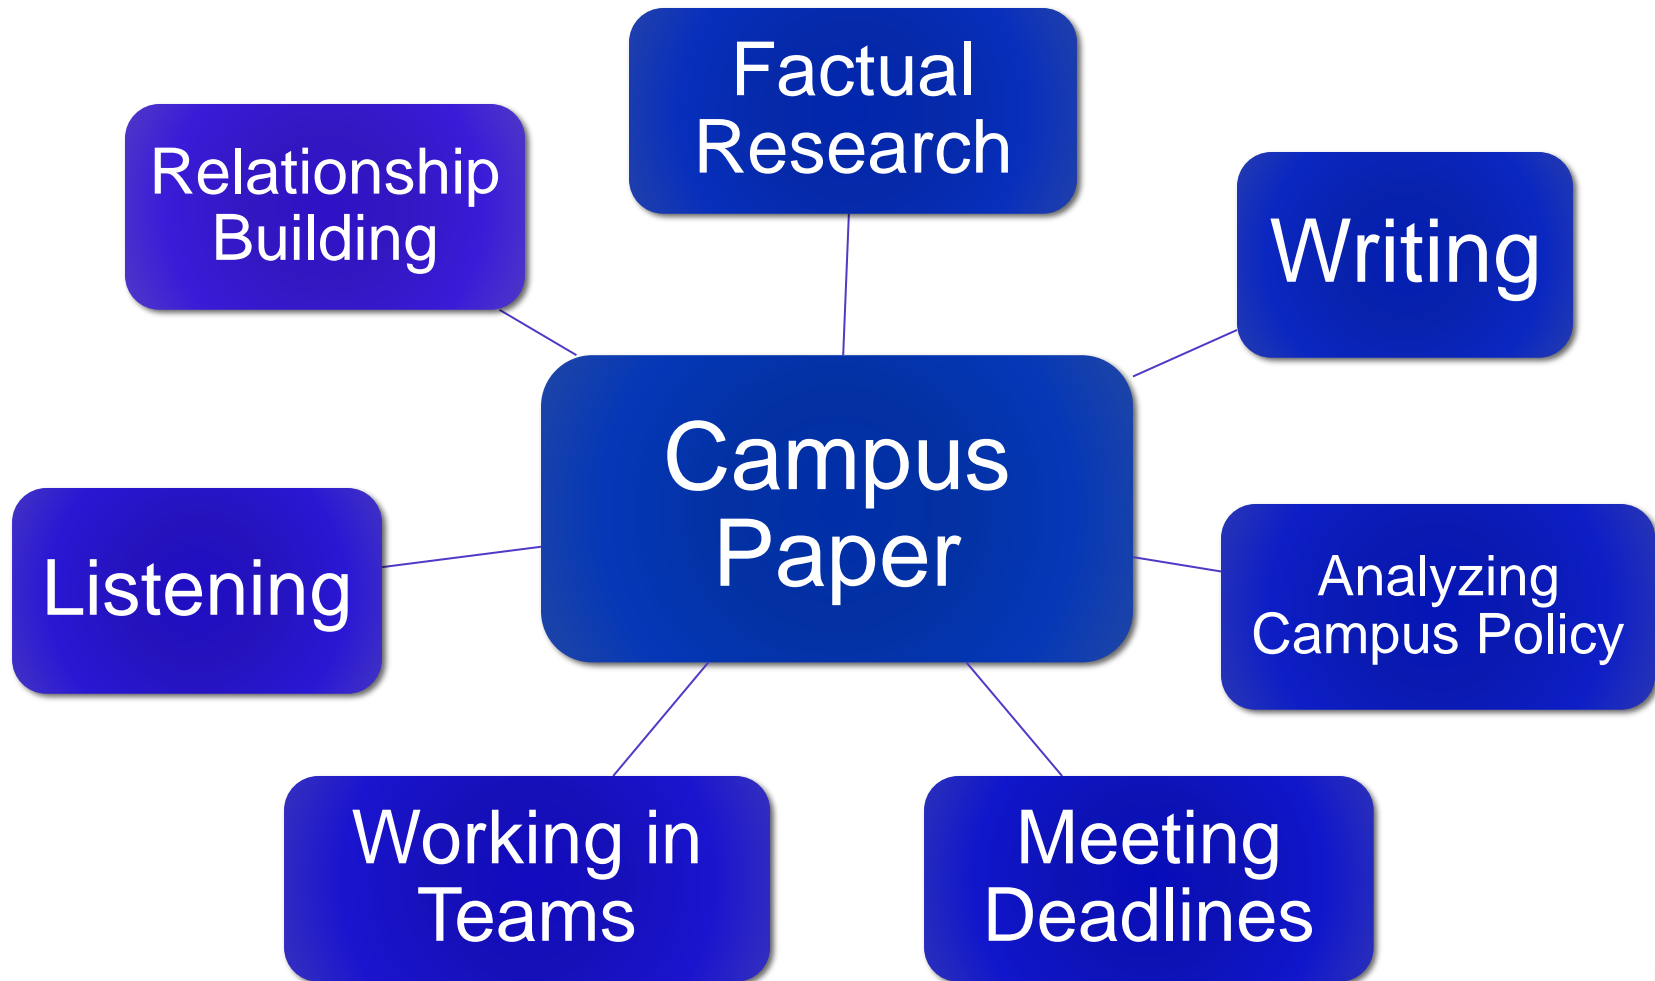 Factual
Research
Relationship
Building
Writing
Campus
Paper
Listening
Analyzing
Campus Policy
Working in
Teams
Meeting
Deadlines